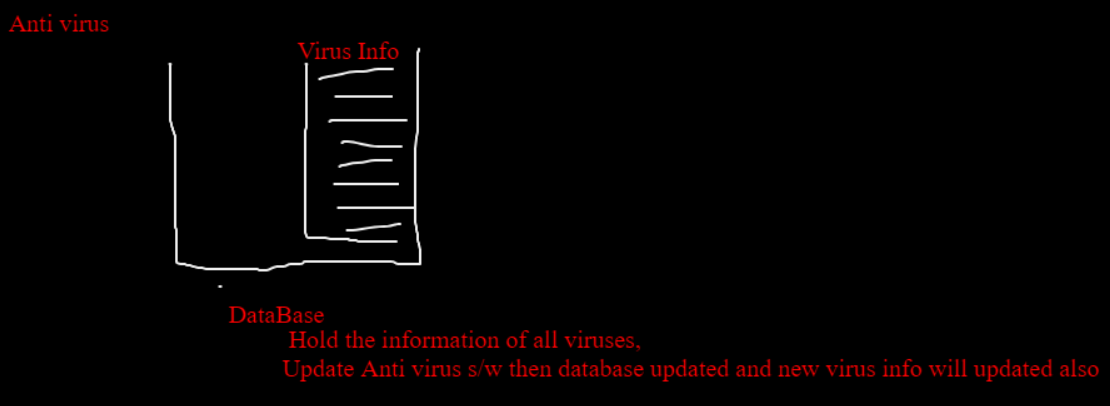 Anti virus
Virus Info
DataBase
Hold the information of all viruses,
Update Anti virus s/w then database updated and new virus info will updated also